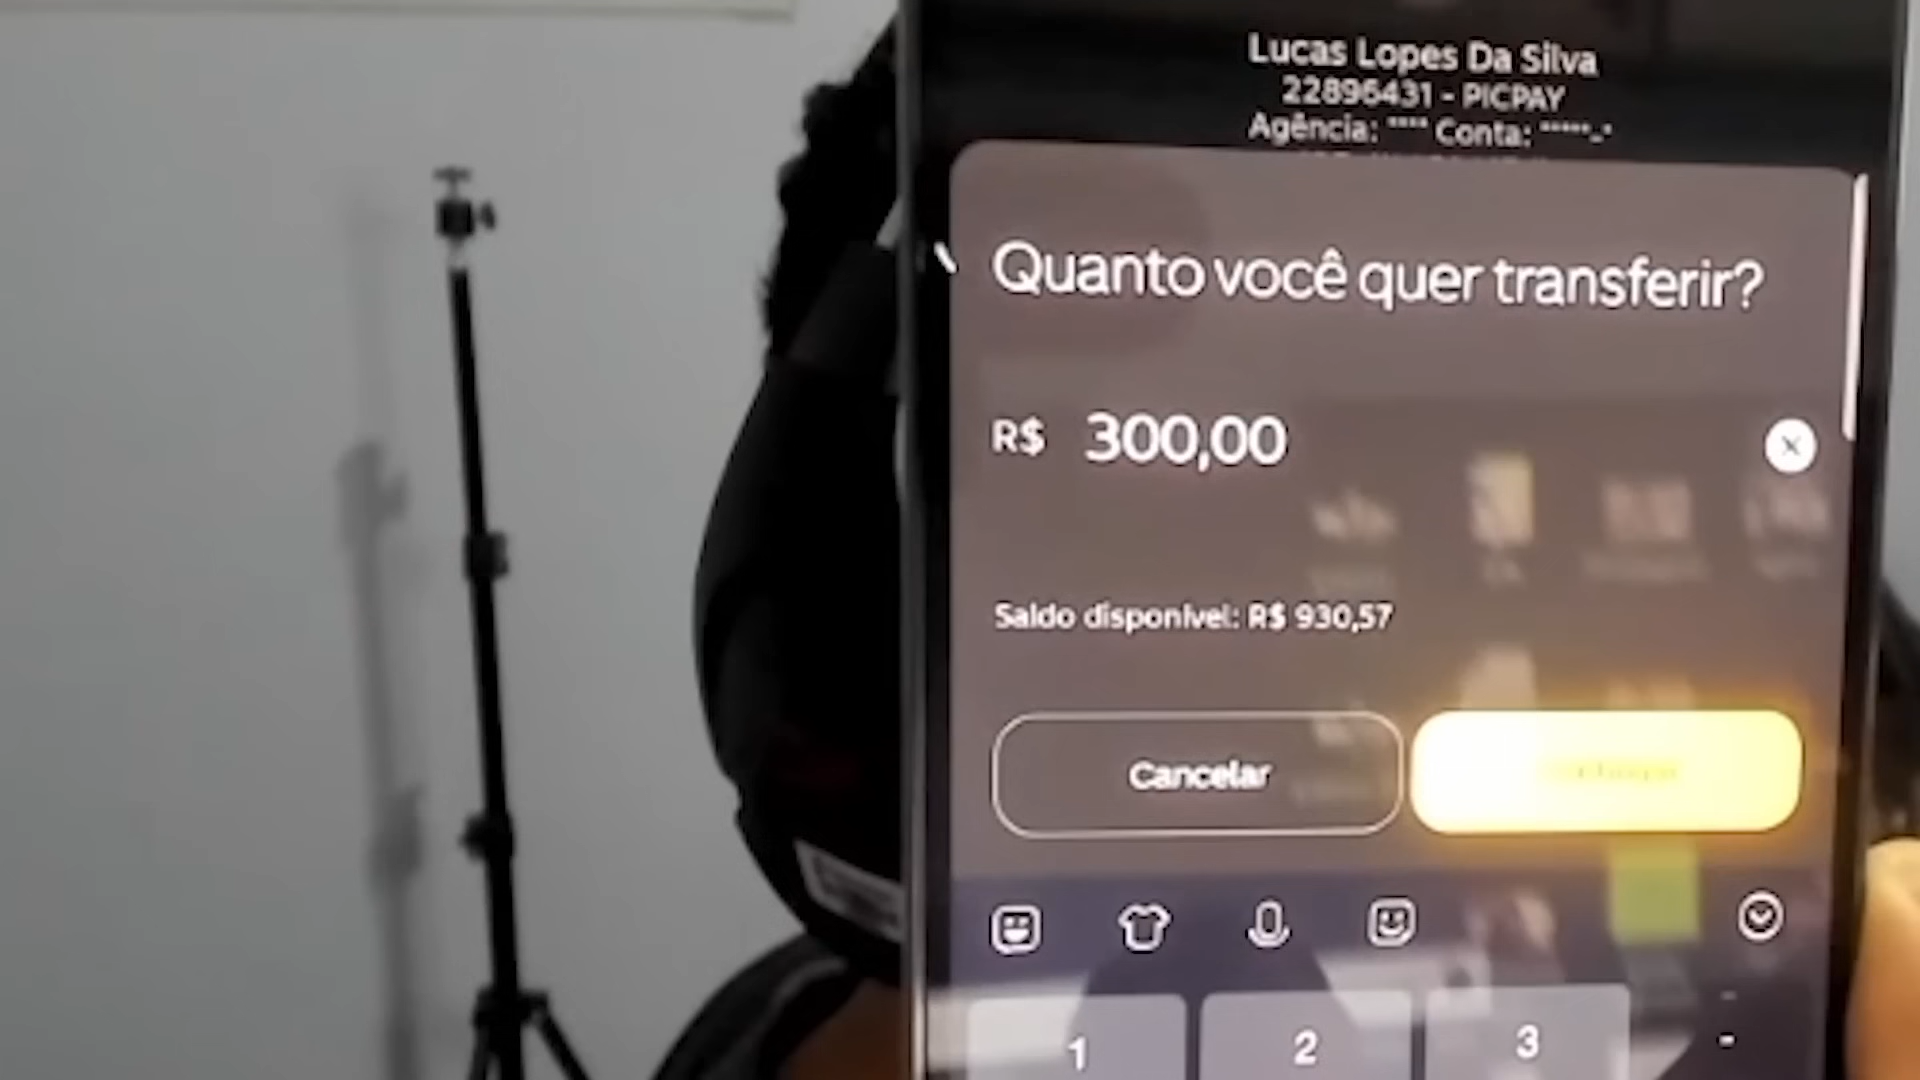 Lucas Lopes Da Silva
22896431 - PICPAY
Agência: **** Conta: *****-*
Quanto você quer transferir?
R$ 300,00
Saldo disponível: R$ 930,57
Cancelar
1 2 3 -